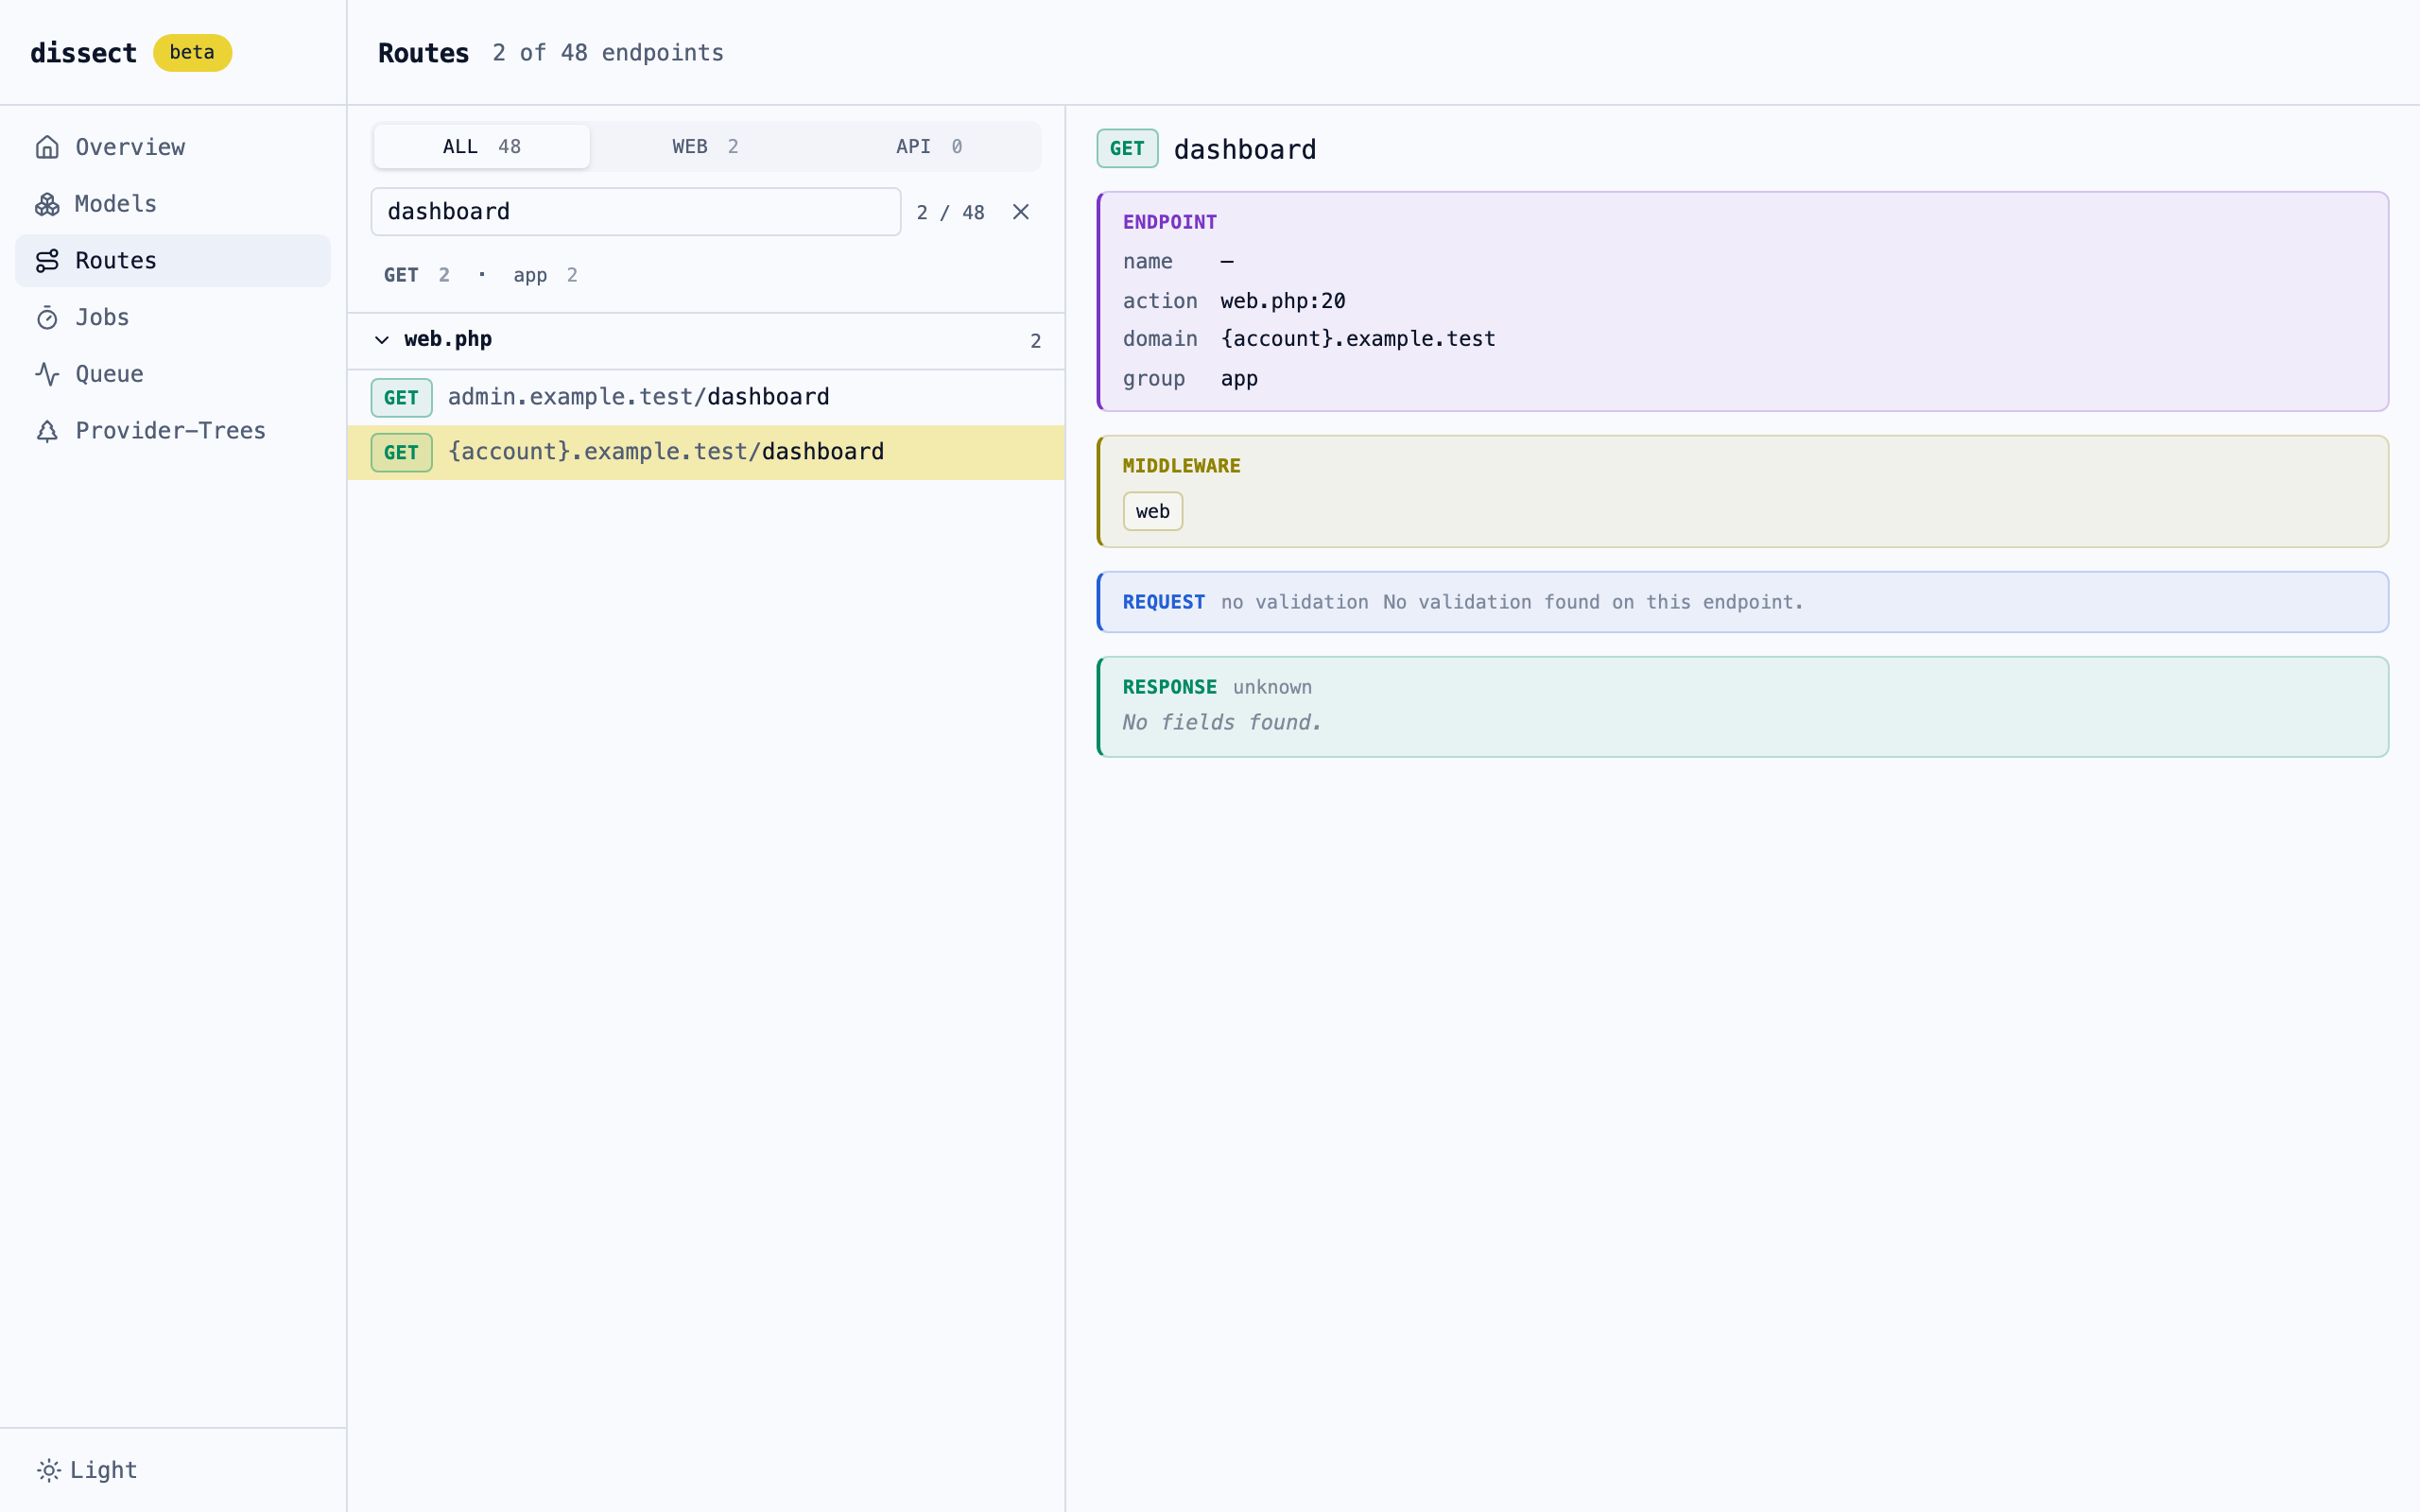 dissect beta
Routes 2 of 48 endpoints
Overview
Models
Routes
Jobs
Queue
Provider-Trees
Light
ALL 48 WEB 2 API 0
dashboard 2 / 48
GET 2 · app 2
web.php 2
GET admin.example.test/dashboard
GET {account}.example.test/dashboard
GET dashboard
ENDPOINT
name —
action web.php:20
domain {account}.example.test
group app
MIDDLEWARE
web
REQUEST no validation No validation found on this endpoint.
RESPONSE unknown
No fields found.